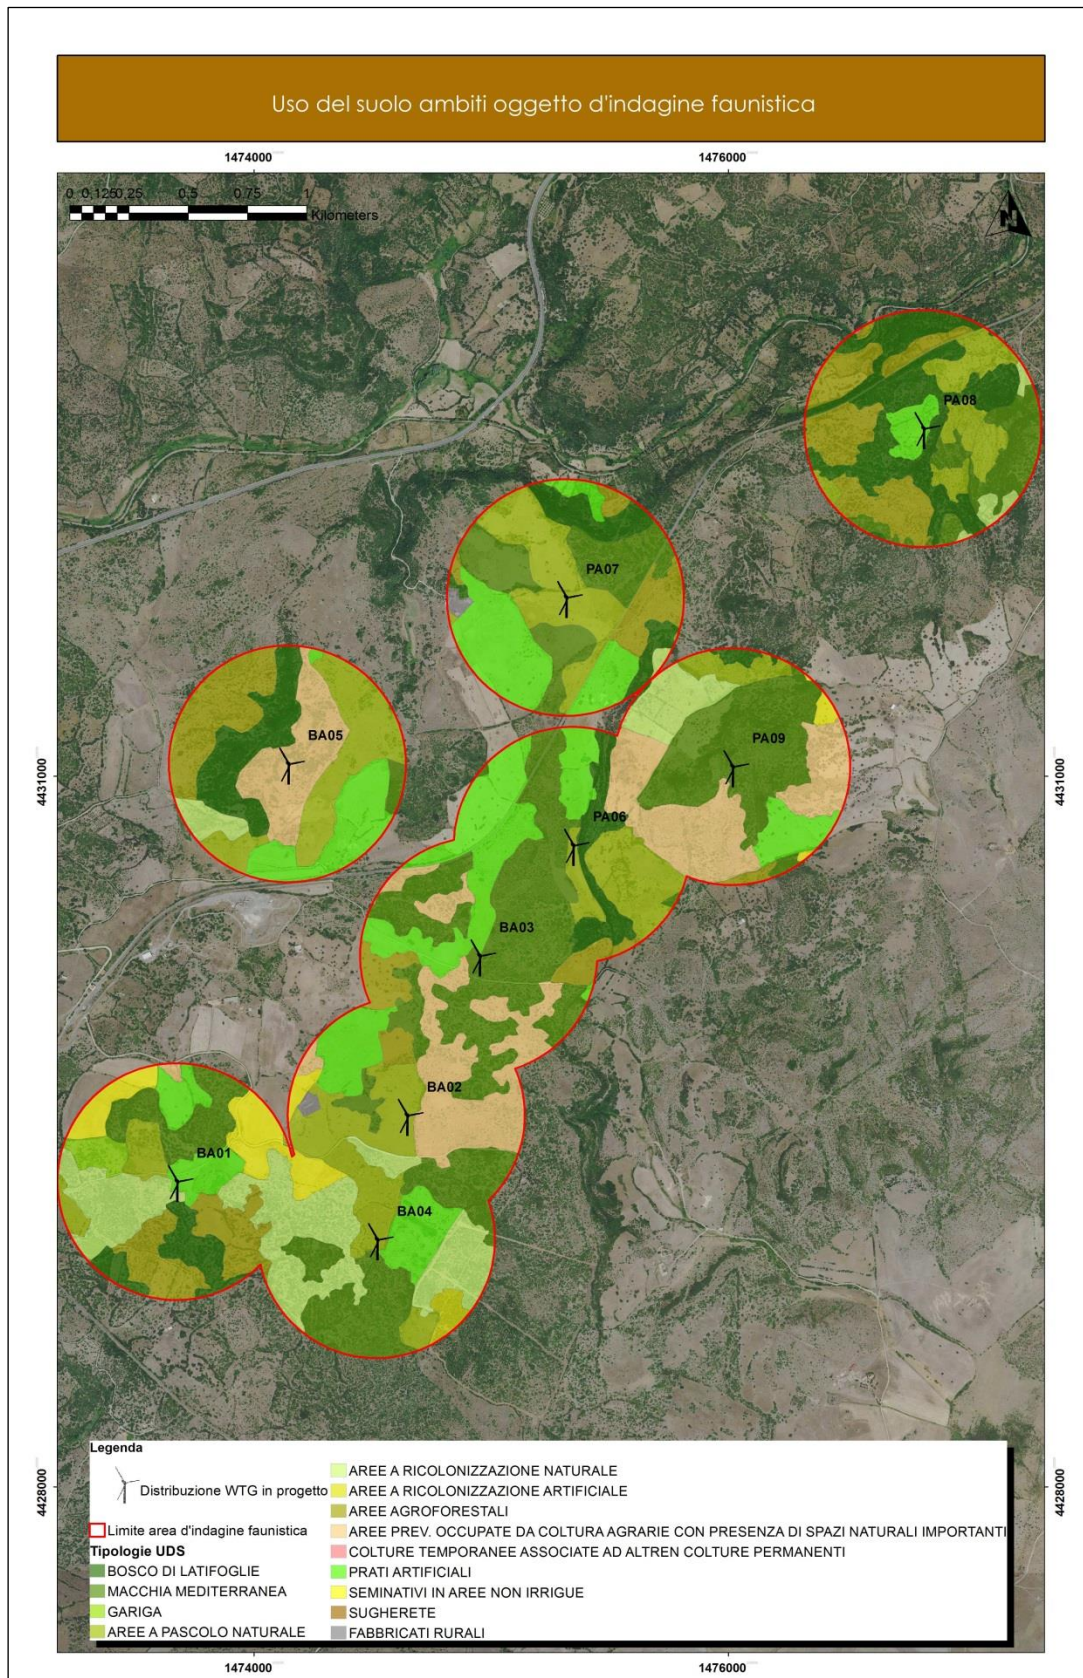 Uso del suolo ambiti oggetto d'indagine faunistica
1474000 1476000
0 0,125 0,25 0,5 0,75 1
Kilometers
N
PA08
PA07
BA05
PA09
4431000 4431000
PA06
BA03
BA02
BA01
BA04
4428000 4428000
Legenda
Distribuzione WTG in progetto
Limite area d'indagine faunistica
Tipologie UDS
BOSCO DI LATIFOGLIE
MACCHIA MEDITERRANEA
GARIGA
AREE A PASCOLO NATURALE
AREE A RICOLONIZZAZIONE NATURALE
AREE A RICOLONIZZAZIONE ARTIFICIALE
AREE AGROFORESTALI
AREE PREV. OCCUPATE DA COLTURA AGRARIE CON PRESENZA DI SPAZI NATURALI IMPORTANTI
COLTURE TEMPORANEE ASSOCIATE AD ALTREN COLTURE PERMANENTI
PRATI ARTIFICIALI
SEMINATIVI IN AREE NON IRRIGUE
SUGHERETE
FABBRICATI RURALI
1474000 1476000